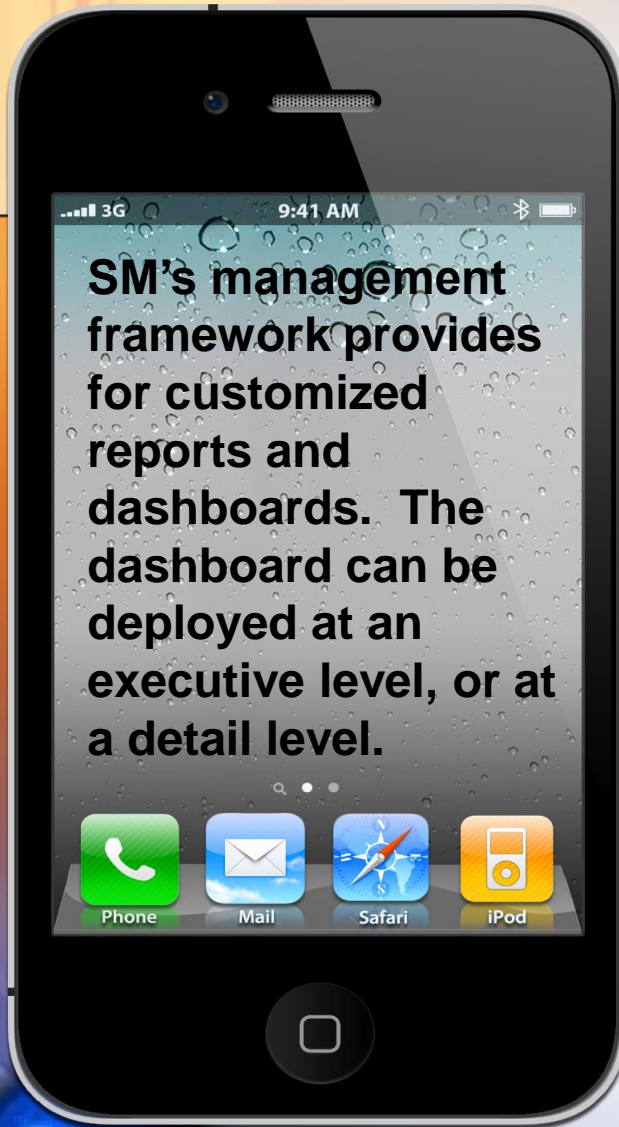 3G 9:41 AM
SM’s management
framework provides
for customized
reports and
dashboards.  The
dashboard can be
deployed at an
executive level, or at
a detail level.
Phone Mail Safari iPod